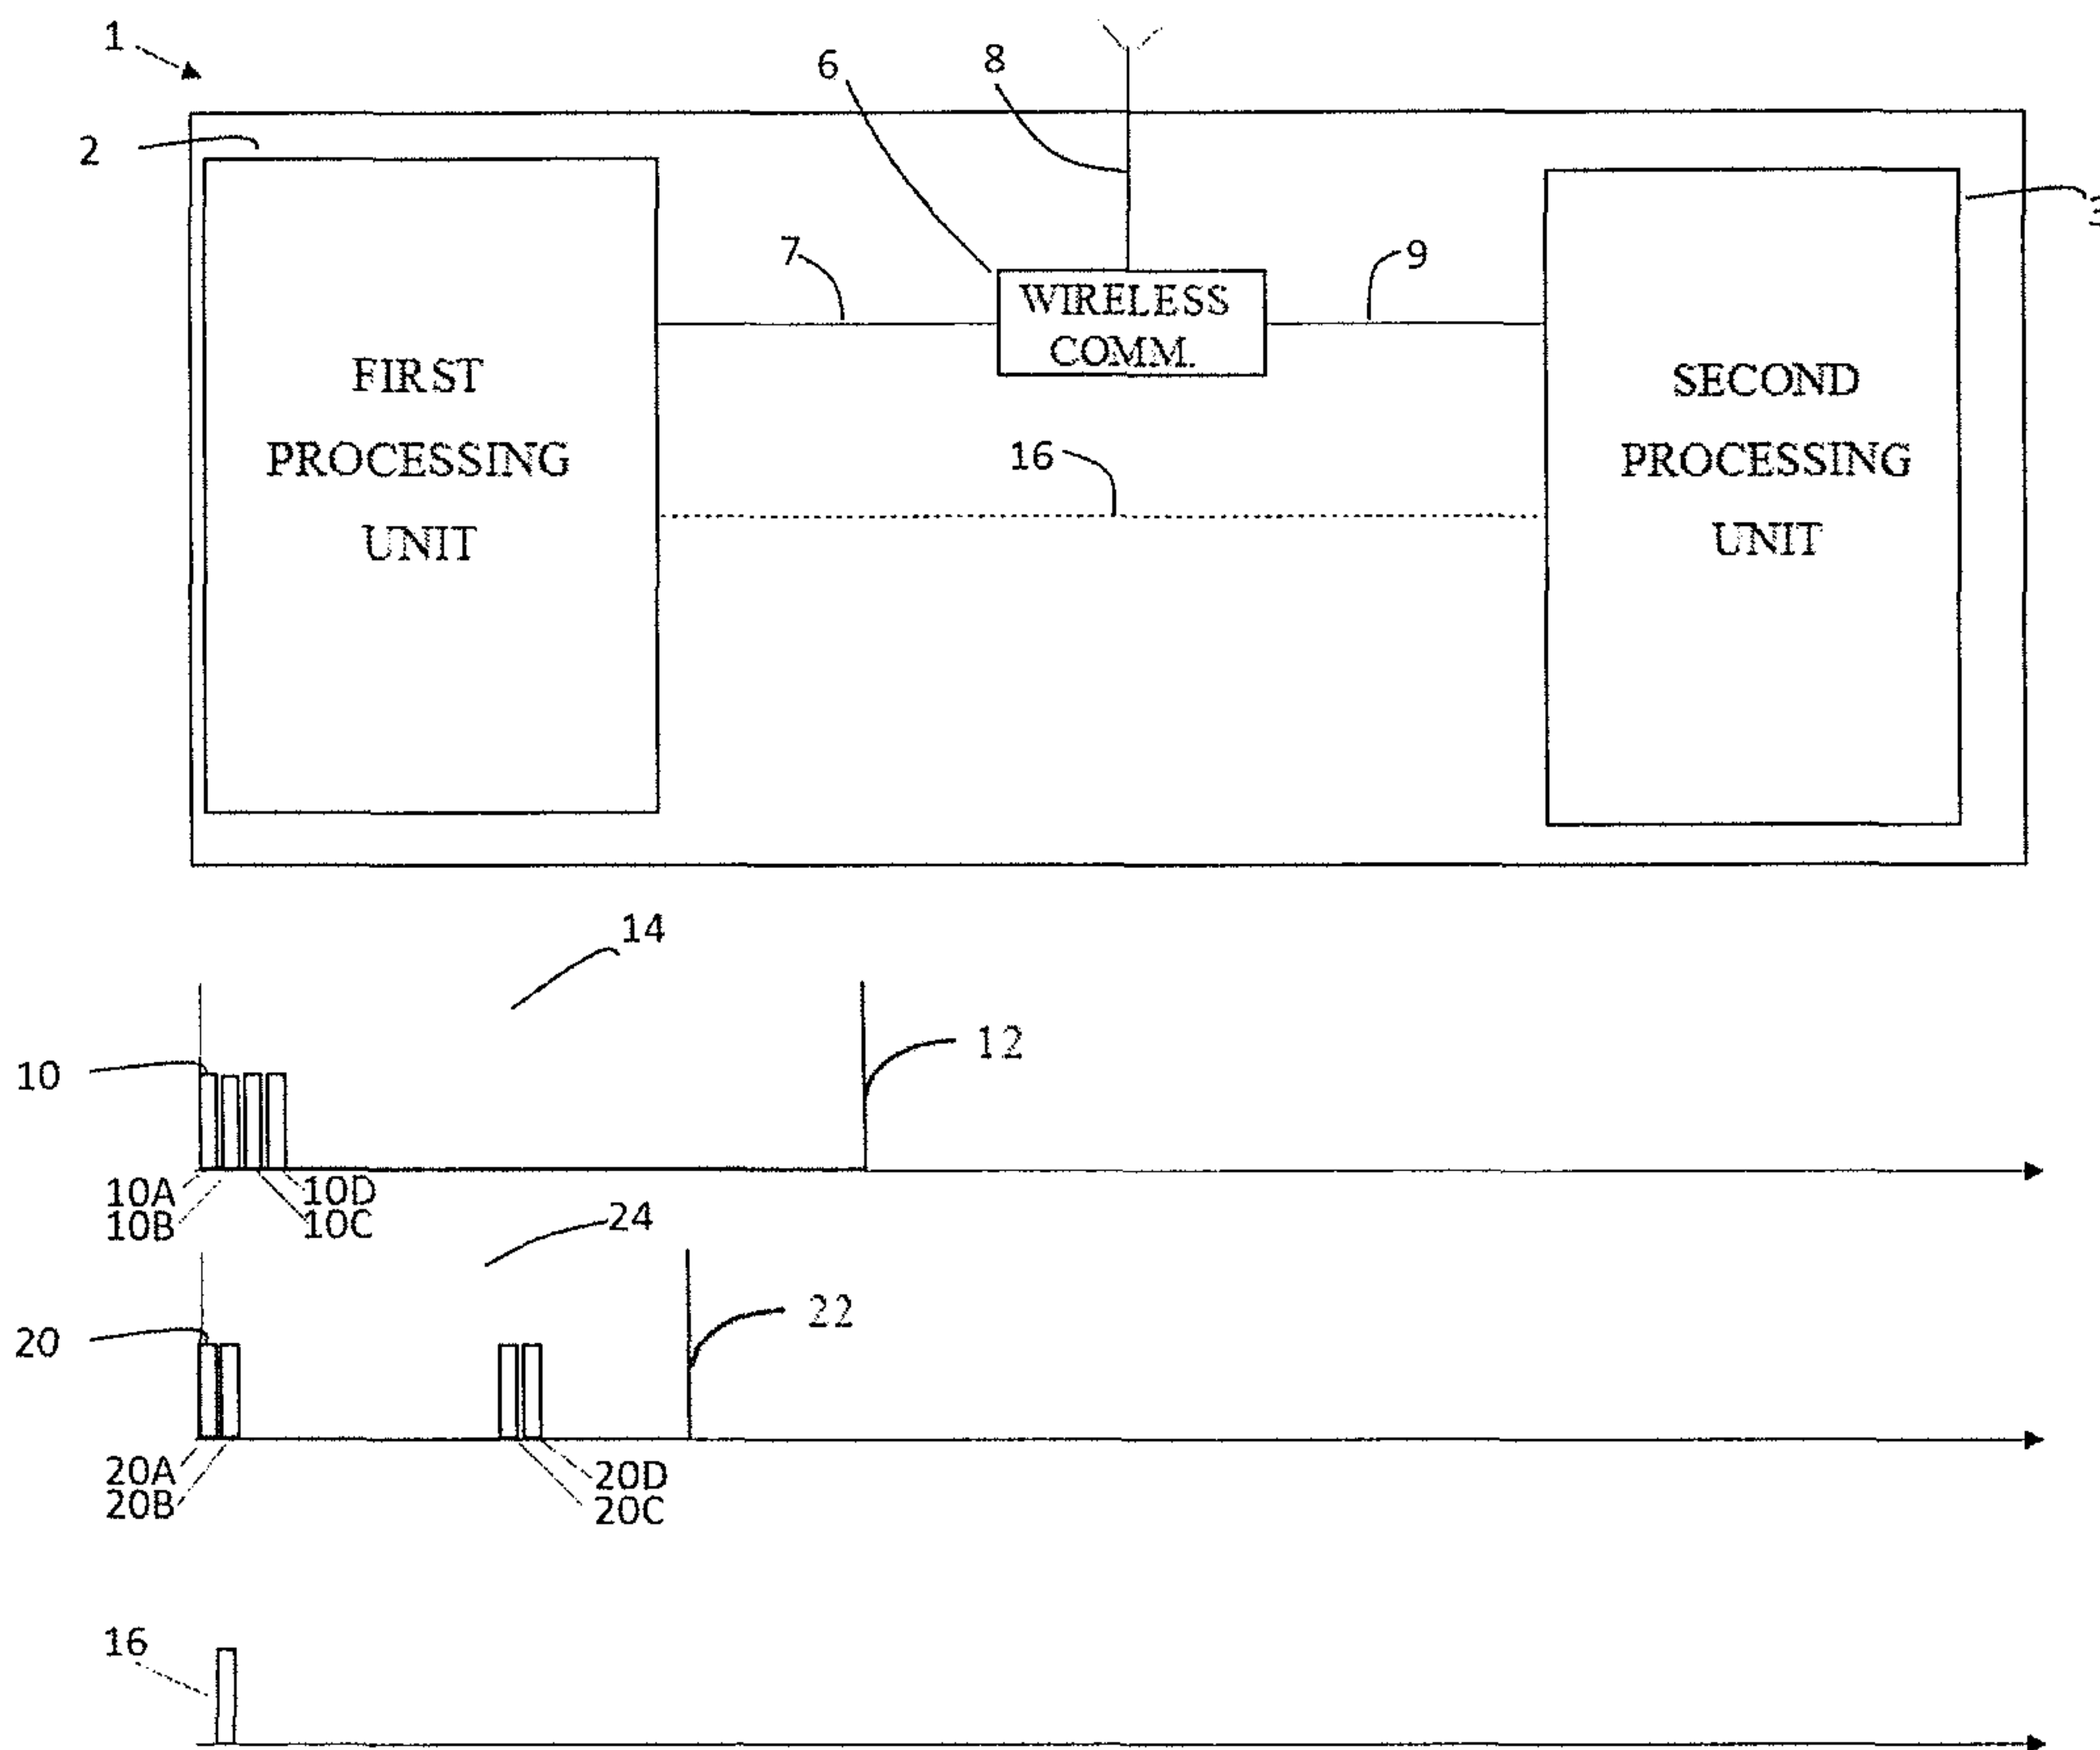 1
6
8
2
3
7
9
WIRELESS
COMM.
FIRST
PROCESSING
UNIT
SECOND
PROCESSING
UNIT
16
14
12
10
10A
10B
10D
10C
24
22
20
20A
20B
20D
20C
16